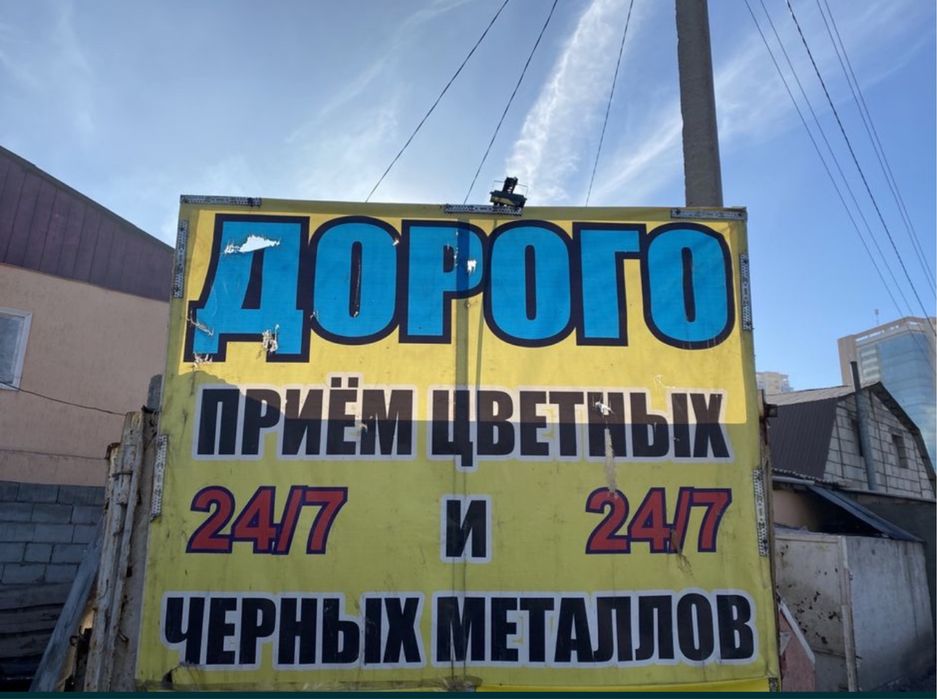 ДОРОГО
ПРИЁМ ЦВЕТНЫХ
24/7 И 24/7
ЧЕРНЫХ МЕТАЛЛОВ